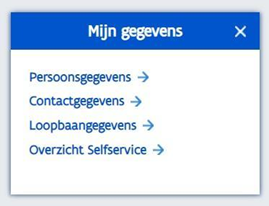 Mijn gegevens
Persoonsgegevens
Contactgegevens
Loopbaangegevens
Overzicht Selfservice